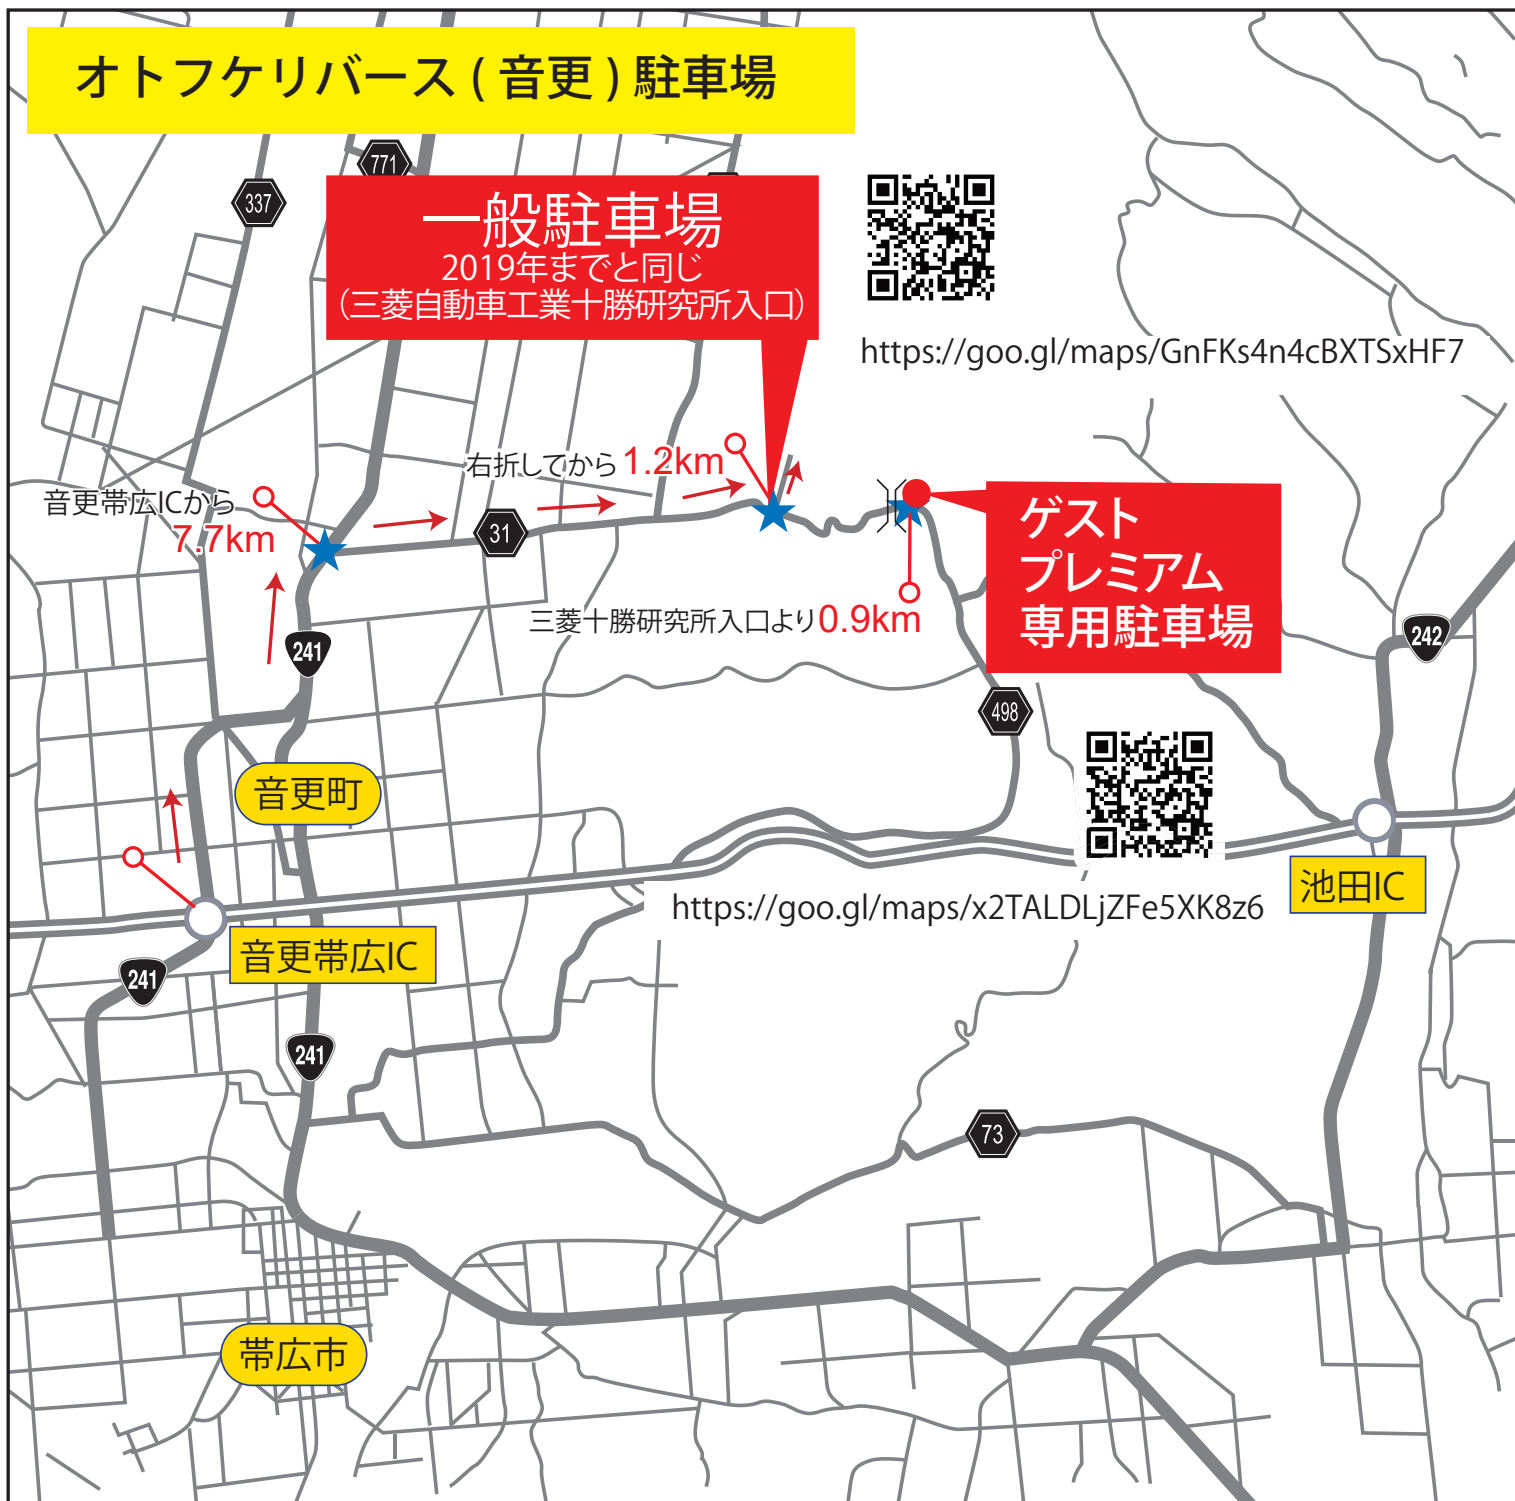 オトフケリバース ( 音更 ) 駐車場
771
337
一般駐車場
2019年までと同じ
(三菱自動車工業十勝研究所入口)
https://goo.gl/maps/GnFKs4n4cBXTSxHF7
右折してから 1.2km
音更帯広ICから
7.7km
31
ゲスト
プレミアム
専用駐車場
三菱十勝研究所入口より0.9km
241
242
498
音更町
池田IC
https://goo.gl/maps/x2TALDLjZFe5XK8z6
音更帯広IC
241
241
73
帯広市